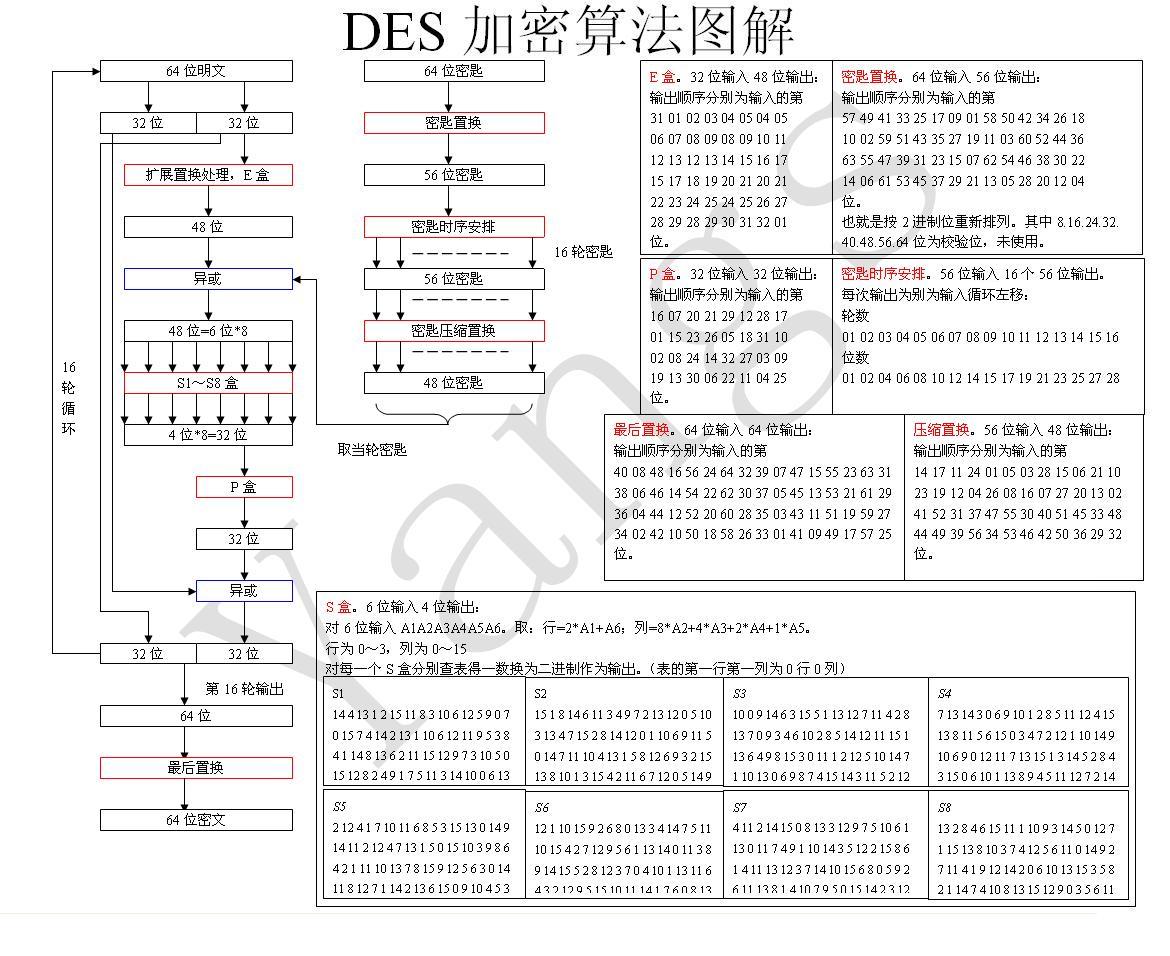 DES 加密算法图解
64 位明文
32 位
32 位
扩展置换处理，E 盒
48 位
异或
48 位=6 位*8
S1～S8 盒
4 位*8=32 位
P 盒
32 位
异或
32 位
32 位
第 16 轮输出
64 位
最后置换
64 位密文
16
轮
循
环
64 位密匙
密匙置换
56 位密匙
密匙时序安排
16 轮密匙
56 位密匙
密匙压缩置换
48 位密匙
取当轮密匙
E 盒。32 位输入 48 位输出：
输出顺序分别为输入的第
31 01 02 03 04 05 04 05
06 07 08 09 08 09 10 11
12 13 12 13 14 15 16 17
15 17 18 19 20 21 20 21
22 23 24 25 24 25 26 27
28 29 28 29 30 31 32 01
位。
密匙置换。64 位输入 56 位输出：
输出顺序分别为输入的第
57 49 41 33 25 17 09 01 58 50 42 34 26 18
10 02 59 51 43 35 27 19 11 03 60 52 44 36
63 55 47 39 31 23 15 07 62 54 46 38 30 22
14 06 61 53 45 37 29 21 13 05 28 20 12 04
位。
也就是按 2 进制位重新排列。其中 8.16.24.32.
40.48.56.64 位为校验位，未使用。
P 盒。32 位输入 32 位输出：
输出顺序分别为输入的第
16 07 20 21 29 12 28 17
01 15 23 26 05 18 31 10
02 08 24 14 32 27 03 09
19 13 30 06 22 11 04 25
位。
密匙时序安排。56 位输入 16 个 56 位输出。
每次输出为别为输入循环左移：
轮数
01 02 03 04 05 06 07 08 09 10 11 12 13 14 15 16
位数
01 02 04 06 08 10 12 14 15 17 19 21 23 25 27 28
最后置换。64 位输入 64 位输出：
输出顺序分别为输入的第
40 08 48 16 56 24 64 32 39 07 47 15 55 23 63 31
38 06 46 14 54 22 62 30 37 05 45 13 53 21 61 29
36 04 44 12 52 20 60 28 35 03 43 11 51 19 59 27
34 02 42 10 50 18 58 26 33 01 41 09 49 17 57 25
位。
压缩置换。56 位输入 48 位输出：
输出顺序分别为输入的第
14 17 11 24 01 05 03 28 15 06 21 10
23 19 12 04 26 08 16 07 27 20 13 02
41 52 31 37 47 55 30 40 51 45 33 48
44 49 39 56 34 53 46 42 50 36 29 32
位。
S 盒。6 位输入 4 位输出：
对 6 位输入 A1A2A3A4A5A6。取：行=2*A1+A6；列=8*A2+4*A3+2*A4+1*A5。
行为 0～3，列为 0～15
对每一个 S 盒分别查表得一数换为二进制作为输出。（表的第一行第一列为 0 行 0 列）
S1
14 4 13 1 2 15 11 8 3 10 6 12 5 9 0 7
0 15 7 4 14 2 13 1 10 6 12 11 9 5 3 8
4 1 14 8 13 6 2 11 15 12 9 7 3 10 5 0
15 12 8 2 4 9 1 7 5 11 3 14 10 0 6 13
S2
15 1 8 14 6 11 3 4 9 7 2 13 12 0 5 10
3 13 4 7 15 2 8 14 12 0 1 10 6 9 11 5
0 14 7 11 10 4 13 1 5 8 12 6 9 3 2 15
13 8 10 1 3 15 4 2 11 6 7 12 0 5 14 9
S3
10 0 9 14 6 3 15 5 1 13 12 7 11 4 2 8
13 7 0 9 3 4 6 10 2 8 5 14 12 11 15 1
13 6 4 9 8 15 3 0 11 1 2 12 5 10 14 7
1 10 13 0 6 9 8 7 4 15 14 3 11 5 2 12
S4
7 13 14 3 0 6 9 10 1 2 8 5 11 12 4 15
13 8 11 5 6 15 0 3 4 7 2 12 1 10 14 9
10 6 9 0 12 11 7 13 15 1 3 14 5 2 8 4
3 15 0 6 10 1 13 8 9 4 5 11 12 7 2 14
S5
2 12 4 1 7 10 11 6 8 5 3 15 13 0 14 9
14 11 2 12 4 7 13 1 5 0 15 10 3 9 8 6
4 2 1 11 10 13 7 8 15 9 12 5 6 3 0 14
11 8 12 7 1 14 2 13 6 15 0 9 10 4 5 3
S6
12 1 10 15 9 2 6 8 0 13 3 4 14 7 5 11
10 15 4 2 7 12 9 5 6 1 13 14 0 11 3 8
9 14 15 5 2 8 12 3 7 0 4 10 1 13 11 6
4 3 2 12 9 5 15 10 11 14 1 7 6 0 8 13
S7
4 11 2 14 15 0 8 13 3 12 9 7 5 10 6 1
13 0 11 7 4 9 1 10 14 3 5 12 2 15 8 6
1 4 11 13 12 3 7 14 10 15 6 8 0 5 9 2
6 11 13 8 1 4 10 7 9 5 0 15 14 2 3 12
S8
13 2 8 4 6 15 11 1 10 9 3 14 5 0 12 7
1 15 13 8 10 3 7 4 12 5 6 11 0 14 9 2
7 11 4 1 9 12 14 2 0 6 10 13 15 3 5 8
2 1 14 7 4 10 8 13 15 12 9 0 3 5 6 11
Yangs